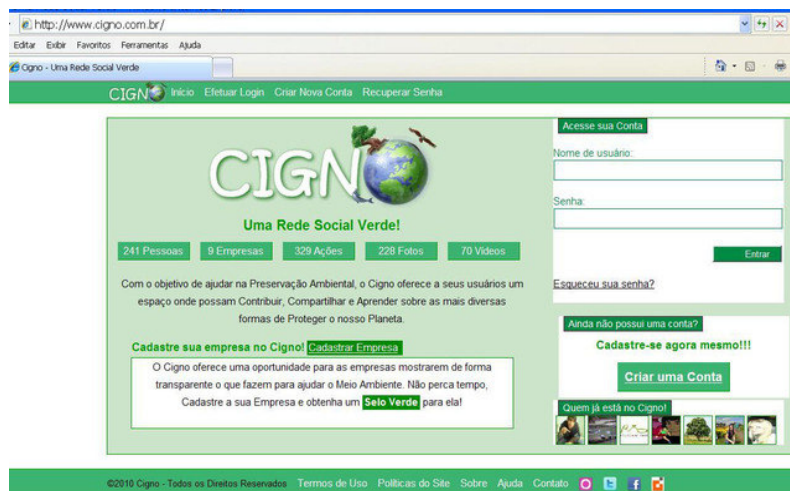 http://www.cigno.com.br/
Editar Exibir Favoritos Ferramentas Ajuda
Cigno - Uma Rede Social Verde
CIGNO Início Efetuar Login Criar Nova Conta Recuperar Senha
CIGNO
Uma Rede Social Verde!
241 Pessoas 9 Empresas 329 Ações 228 Fotos 70 Vídeos
Com o objetivo de ajudar na Preservação Ambiental, o Cigno oferece a seus usuários um
espaço onde possam Contribuir, Compartilhar e Aprender sobre as mais diversas
formas de Proteger o nosso Planeta.
Cadastre sua empresa no Cigno! Cadastrar Empresa
O Cigno oferece uma oportunidade para as empresas mostrarem de forma
transparente o que fazem para ajudar o Meio Ambiente. Não perca tempo,
Cadastre a sua Empresa e obtenha um Selo Verde para ela!
Acesse sua Conta
Nome de usuário:
Senha:
Entrar
Esqueceu sua senha?
Ainda não possui uma conta?
Cadastre-se agora mesmo!!!
Criar uma Conta
Quem já está no Cigno!
©2010 Cigno - Todos os Direitos Reservados Termos de Uso Políticas do Site Sobre Ajuda Contato